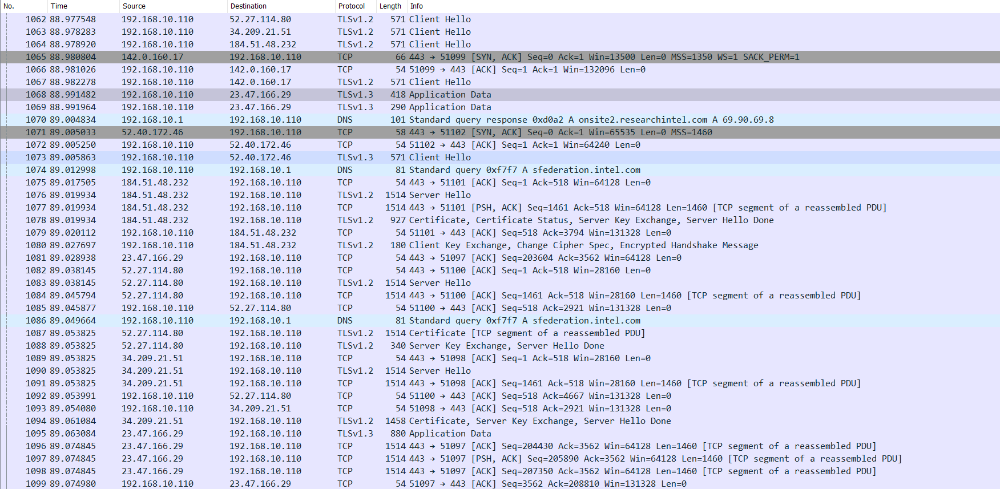 No. Time Source Destination Protocol Length Info
1062 88.977548 192.168.10.110 52.27.114.80 TLSv1.2 571 Client Hello
1063 88.978283 192.168.10.110 34.209.21.51 TLSv1.2 571 Client Hello
1064 88.978920 192.168.10.110 184.51.48.232 TLSv1.2 571 Client Hello
1065 88.980804 142.0.160.17 192.168.10.110 TCP 66 443 → 51099 [SYN, ACK] Seq=0 Ack=1 Win=13500 Len=0 MSS=1350 WS=1 SACK_PERM=1
1066 88.981026 192.168.10.110 142.0.160.17 TCP 54 51099 → 443 [ACK] Seq=1 Ack=1 Win=132096 Len=0
1067 88.982278 192.168.10.110 142.0.160.17 TLSv1.2 571 Client Hello
1068 88.991482 192.168.10.110 23.47.166.29 TLSv1.3 418 Application Data
1069 88.991964 192.168.10.110 23.47.166.29 TLSv1.3 290 Application Data
1070 89.004834 192.168.10.1 192.168.10.110 DNS 101 Standard query response 0xd0a2 A onsite2.researchintel.com A 69.90.69.8
1071 89.005033 52.40.172.46 192.168.10.110 TCP 58 443 → 51102 [SYN, ACK] Seq=0 Ack=1 Win=65535 Len=0 MSS=1460
1072 89.005250 192.168.10.110 52.40.172.46 TCP 54 51102 → 443 [ACK] Seq=1 Ack=1 Win=64240 Len=0
1073 89.005863 192.168.10.110 52.40.172.46 TLSv1.3 571 Client Hello
1074 89.012998 192.168.10.110 192.168.10.1 DNS 81 Standard query 0xf7f7 A sfederation.intel.com
1075 89.017505 184.51.48.232 192.168.10.110 TCP 54 443 → 51101 [ACK] Seq=1 Ack=518 Win=64128 Len=0
1076 89.019934 184.51.48.232 192.168.10.110 TLSv1.2 1514 Server Hello
1077 89.019934 184.51.48.232 192.168.10.110 TCP 1514 443 → 51101 [PSH, ACK] Seq=1461 Ack=518 Win=64128 Len=1460 [TCP segment of a reassembled PDU]
1078 89.019934 184.51.48.232 192.168.10.110 TLSv1.2 927 Certificate, Certificate Status, Server Key Exchange, Server Hello Done
1079 89.020112 192.168.10.110 184.51.48.232 TCP 54 51101 → 443 [ACK] Seq=518 Ack=3794 Win=131328 Len=0
1080 89.027697 192.168.10.110 184.51.48.232 TLSv1.2 180 Client Key Exchange, Change Cipher Spec, Encrypted Handshake Message
1081 89.028938 23.47.166.29 192.168.10.110 TCP 54 443 → 51097 [ACK] Seq=203604 Ack=3562 Win=64128 Len=0
1082 89.038145 52.27.114.80 192.168.10.110 TCP 54 443 → 51100 [ACK] Seq=1 Ack=518 Win=28160 Len=0
1083 89.038145 52.27.114.80 192.168.10.110 TLSv1.2 1514 Server Hello
1084 89.045794 52.27.114.80 192.168.10.110 TCP 1514 443 → 51100 [ACK] Seq=1461 Ack=518 Win=28160 Len=1460 [TCP segment of a reassembled PDU]
1085 89.045877 192.168.10.110 52.27.114.80 TCP 54 51100 → 443 [ACK] Seq=518 Ack=2921 Win=131328 Len=0
1086 89.049664 192.168.10.110 192.168.10.1 DNS 81 Standard query 0xf7f7 A sfederation.intel.com
1087 89.053825 52.27.114.80 192.168.10.110 TLSv1.2 1514 Certificate [TCP segment of a reassembled PDU]
1088 89.053825 52.27.114.80 192.168.10.110 TLSv1.2 340 Server Key Exchange, Server Hello Done
1089 89.053825 34.209.21.51 192.168.10.110 TCP 54 443 → 51098 [ACK] Seq=1 Ack=518 Win=28160 Len=0
1090 89.053825 34.209.21.51 192.168.10.110 TLSv1.2 1514 Server Hello
1091 89.053825 34.209.21.51 192.168.10.110 TCP 1514 443 → 51098 [ACK] Seq=1461 Ack=518 Win=28160 Len=1460 [TCP segment of a reassembled PDU]
1092 89.053991 192.168.10.110 52.27.114.80 TCP 54 51100 → 443 [ACK] Seq=518 Ack=4667 Win=131328 Len=0
1093 89.054080 192.168.10.110 34.209.21.51 TCP 54 51098 → 443 [ACK] Seq=518 Ack=2921 Win=131328 Len=0
1094 89.061084 34.209.21.51 192.168.10.110 TLSv1.2 1458 Certificate, Server Key Exchange, Server Hello Done
1095 89.063084 23.47.166.29 192.168.10.110 TLSv1.3 880 Application Data
1096 89.074845 23.47.166.29 192.168.10.110 TCP 1514 443 → 51097 [ACK] Seq=204430 Ack=3562 Win=64128 Len=1460 [TCP segment of a reassembled PDU]
1097 89.074845 23.47.166.29 192.168.10.110 TCP 1514 443 → 51097 [PSH, ACK] Seq=205890 Ack=3562 Win=64128 Len=1460 [TCP segment of a reassembled PDU]
1098 89.074845 23.47.166.29 192.168.10.110 TCP 1514 443 → 51097 [ACK] Seq=207350 Ack=3562 Win=64128 Len=1460 [TCP segment of a reassembled PDU]
1099 89.074980 192.168.10.110 23.47.166.29 TCP 54 51097 → 443 [ACK] Seq=3562 Ack=208810 Win=131328 Len=0